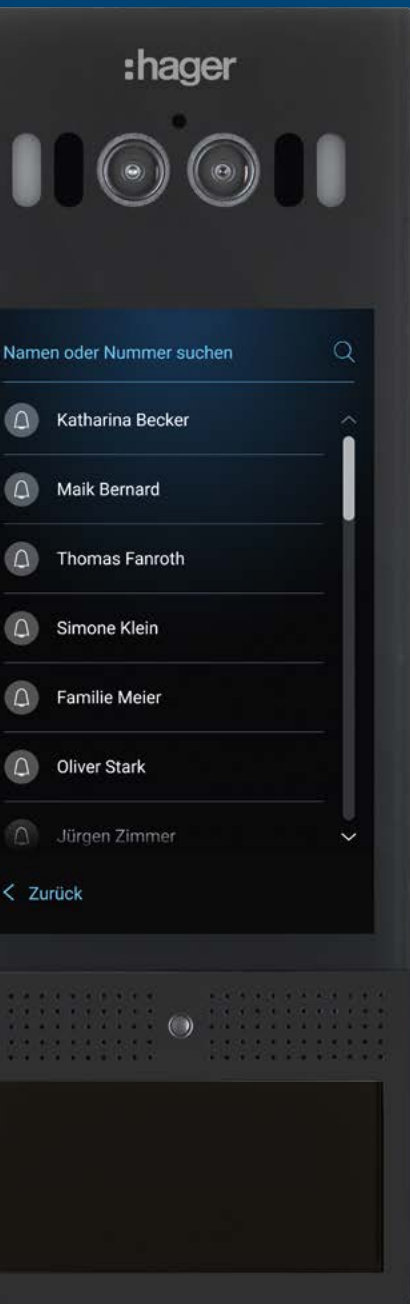 :hager
Namen oder Nummer suchen
Katharina Becker
Maik Bernard
Thomas Fanroth
Simone Klein
Familie Meier
Oliver Stark
Jürgen Zimmer
Zurück